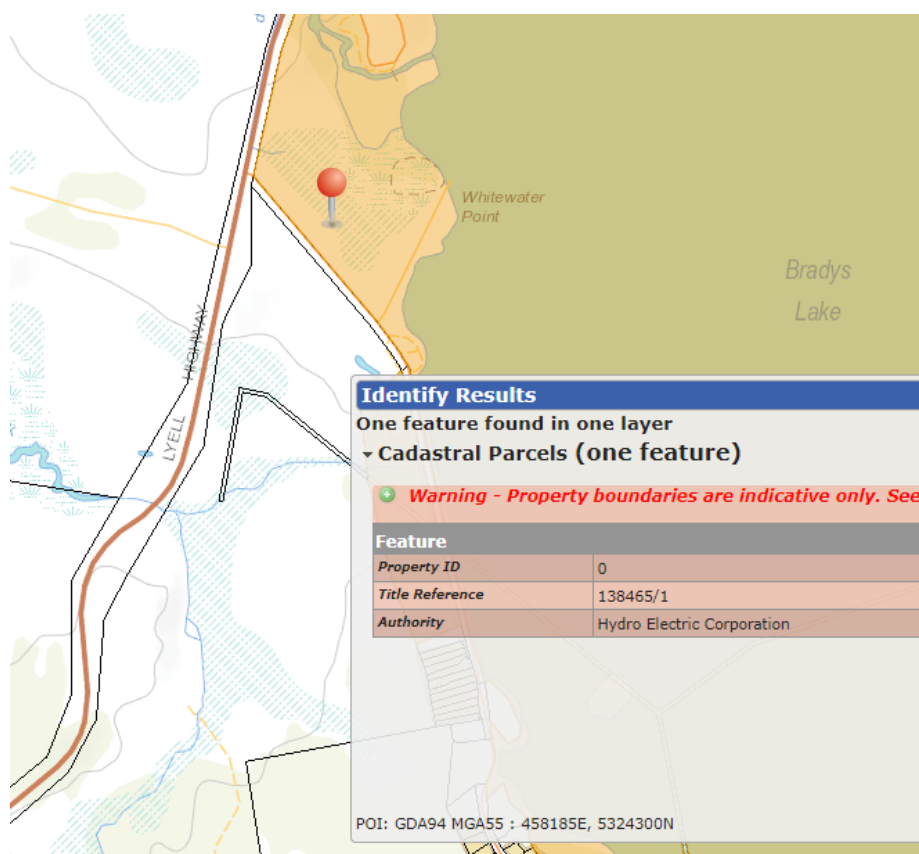 Whitewater
Point
Bradys
Lake
HIGHWAY
LYELL
Identify Results
One feature found in one layer
Cadastral Parcels (one feature)
Warning - Property boundaries are indicative only. See
Feature
Property ID 0
Title Reference 138465/1
Authority Hydro Electric Corporation
POI: GDA94 MGA55 : 458185E, 5324300N